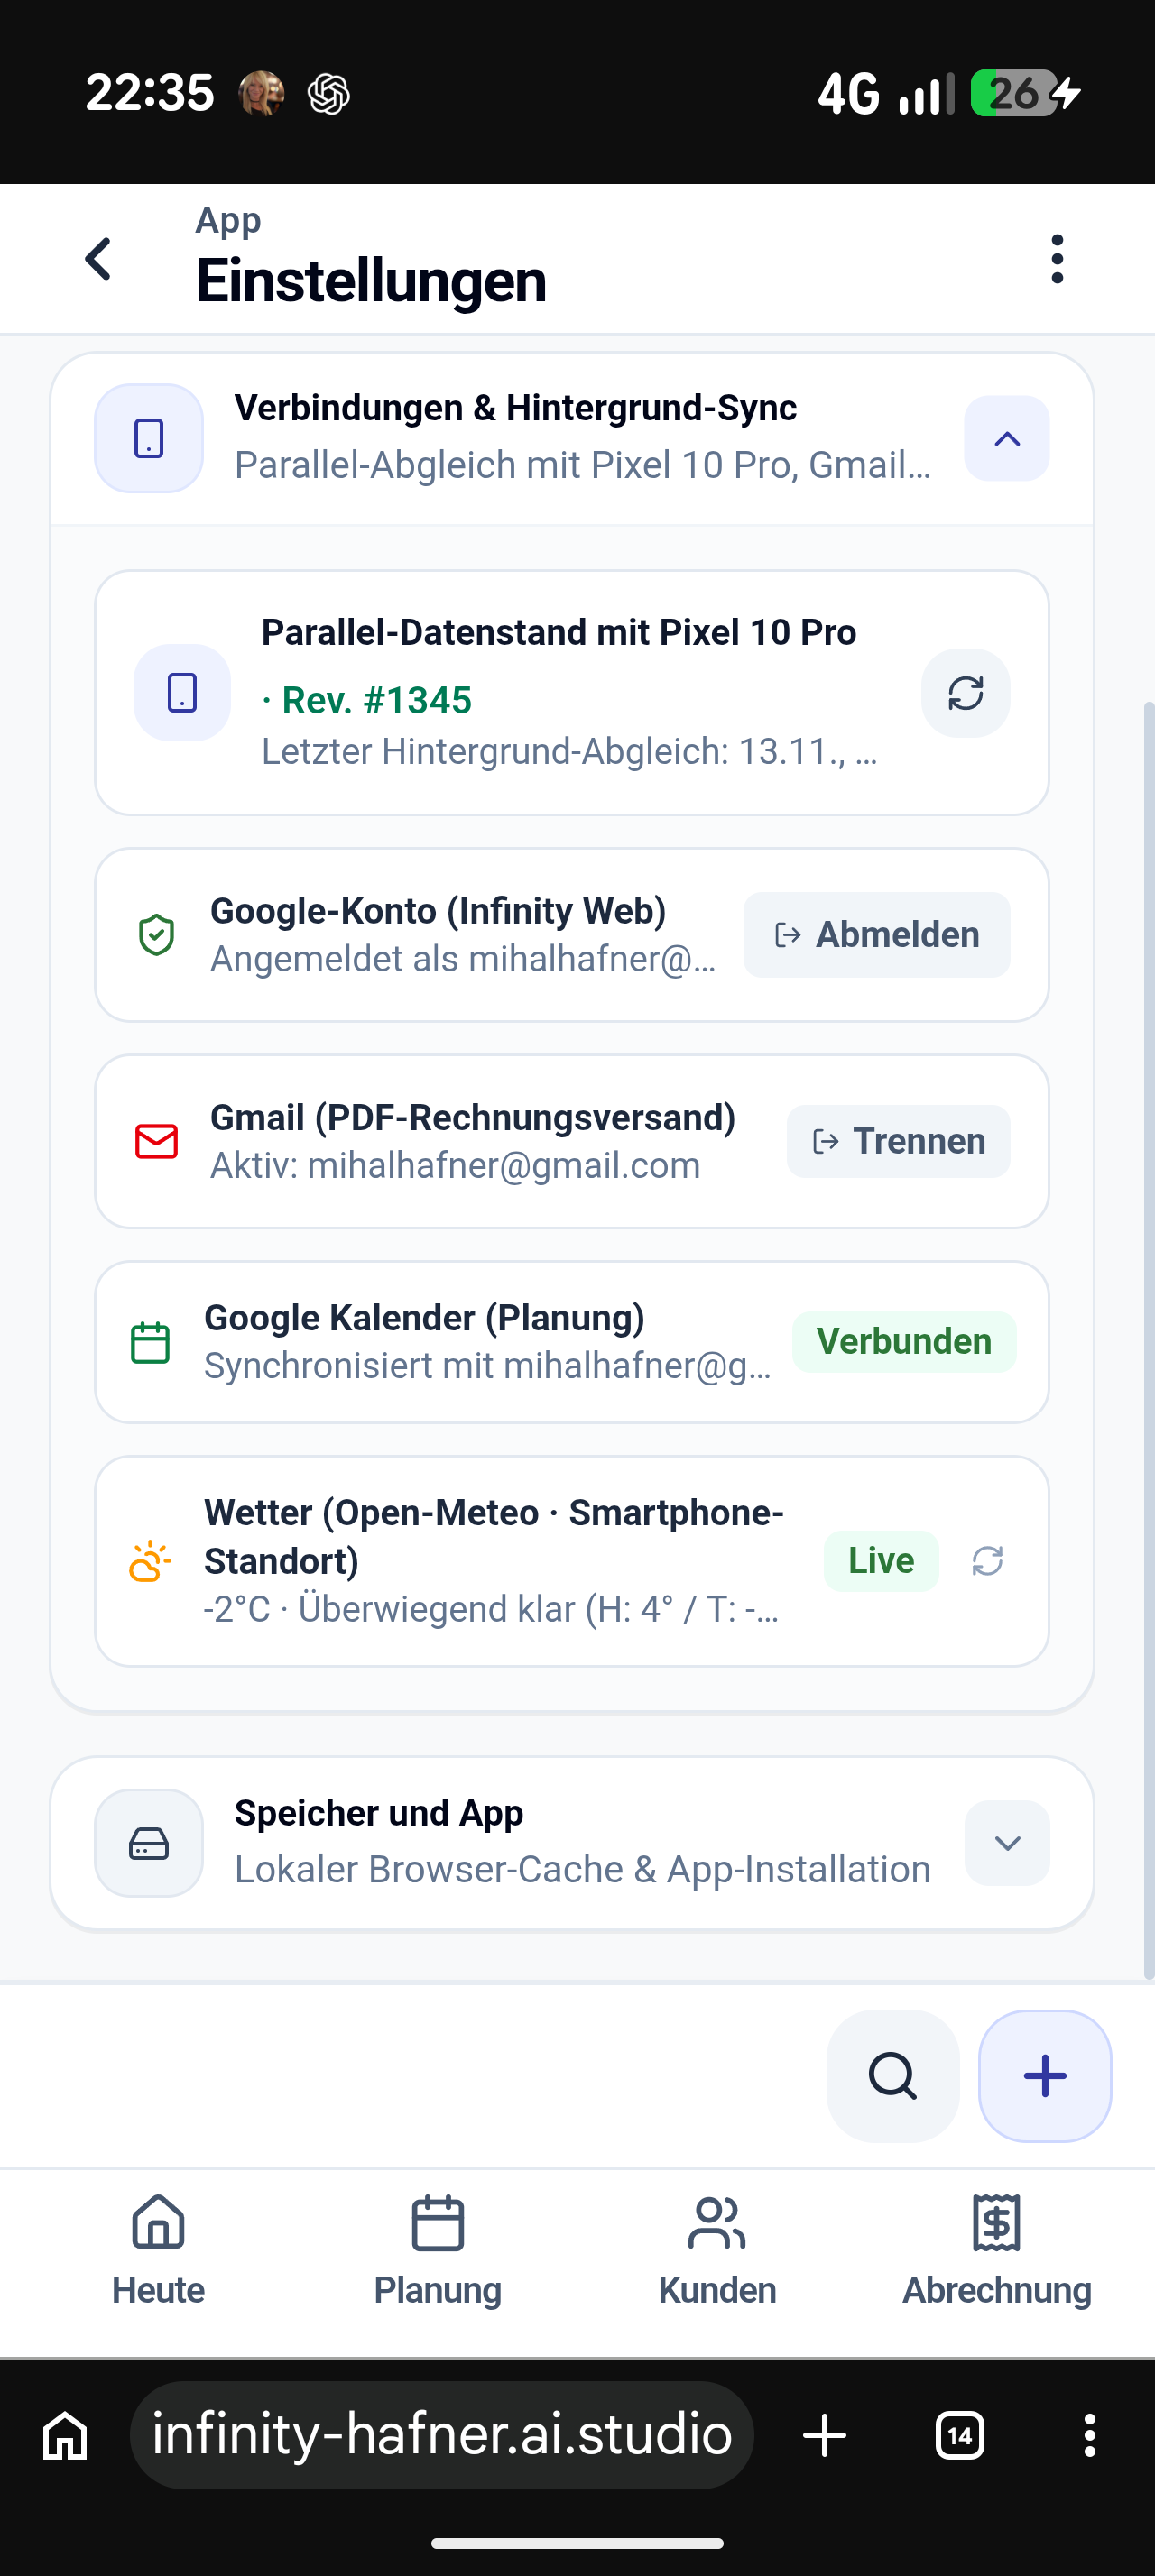 22:35
4G
26
App
Einstellungen
Verbindungen & Hintergrund-Sync
Parallel-Abgleich mit Pixel 10 Pro, Gmail...
Parallel-Datenstand mit Pixel 10 Pro
· Rev. #1345
Letzter Hintergrund-Abgleich: 13.11., ...
Google-Konto (Infinity Web)
Angemeldet als mihalhafner@...
Abmelden
Gmail (PDF-Rechnungsversand)
Aktiv: mihalhafner@gmail.com
Trennen
Google Kalender (Planung)
Synchronisiert mit mihalhafner@g...
Verbunden
Wetter (Open-Meteo · Smartphone-
Standort)
-2°C · Überwiegend klar (H: 4° / T: -...
Live
Speicher und App
Lokaler Browser-Cache & App-Installation
Heute
Planung
Kunden
Abrechnung
infinity-hafner.ai.studio
14